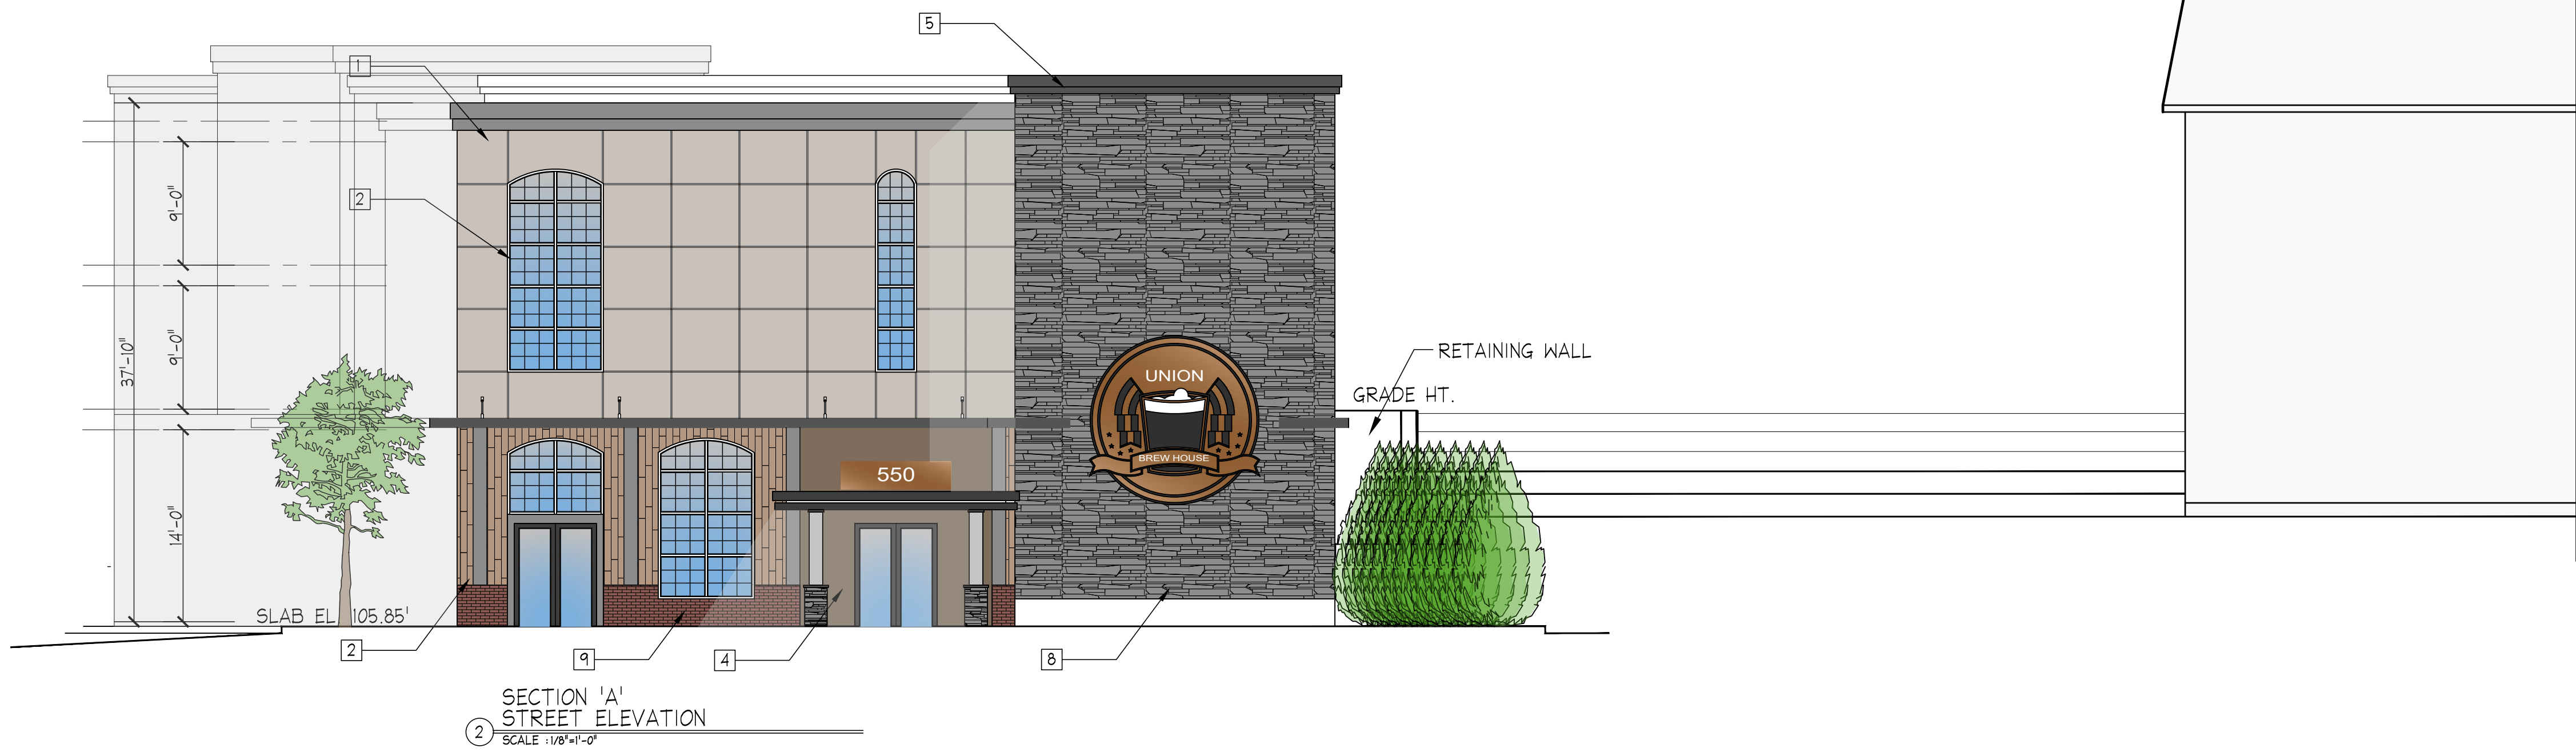 5
1
2
9'-0"
9'-0"
37'-10"
14'-0"
UNION
BREW HOUSE
550
RETAINING WALL
GRADE HT.
SLAB EL 105.85'
2
9
4
8
SECTION 'A'
STREET ELEVATION
2
SCALE :1/8"=1'-0"